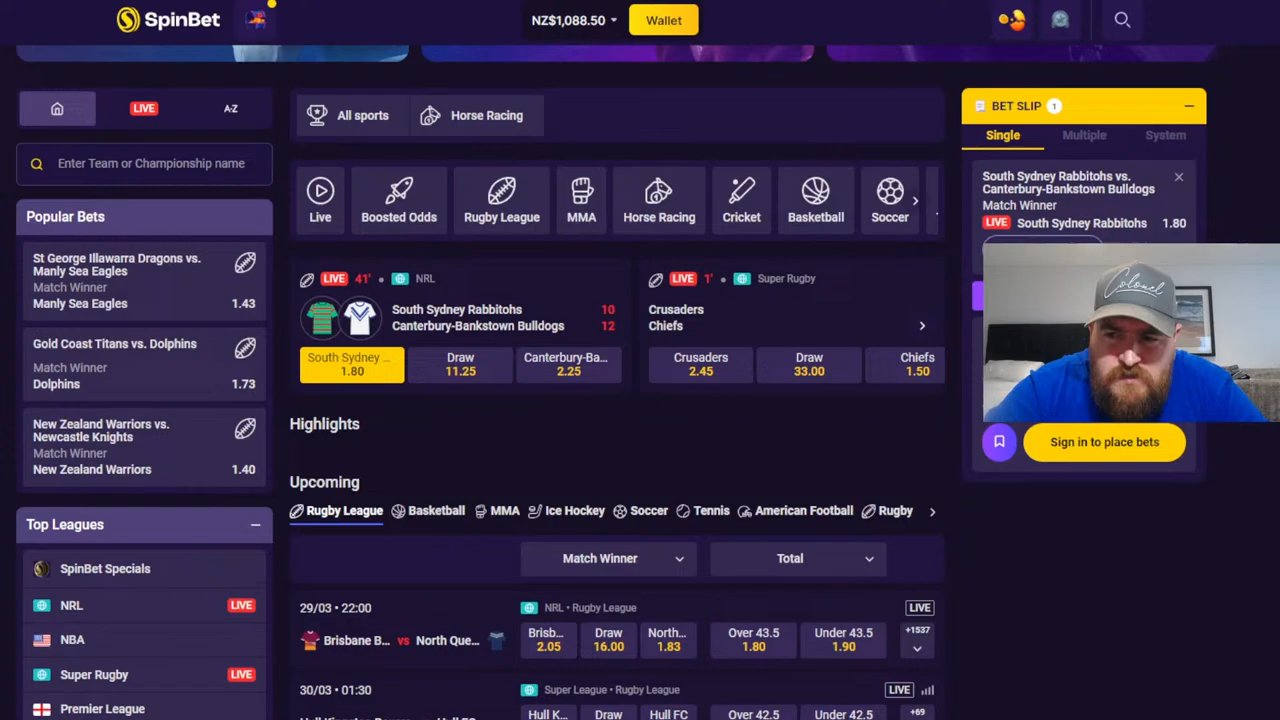 SpinBet
NZ$1,088.50
Wallet
LIVE
A-Z
All sports
Horse Racing
Enter Team or Championship name
Live
Boosted Odds
Rugby League
MMA
Horse Racing
Cricket
Basketball
Soccer
Popular Bets
St George Illawarra Dragons vs.
Manly Sea Eagles
Match Winner
Manly Sea Eagles 1.43
Gold Coast Titans vs. Dolphins
Match Winner
Dolphins 1.73
New Zealand Warriors vs.
Newcastle Knights
Match Winner
New Zealand Warriors 1.40
Top Leagues
SpinBet Specials
NRL LIVE
NBA
Super Rugby LIVE
Premier League
LIVE 41' • NRL
South Sydney Rabbitohs 10
Canterbury-Bankstown Bulldogs 12
South Sydney ... Draw Canterbury-Ba...
1.80 11.25 2.25
LIVE 1' • Super Rugby
Crusaders
Chiefs
Crusaders Draw Chiefs
2.45 33.00 1.50
Highlights
Upcoming
Rugby League Basketball MMA Ice Hockey Soccer Tennis American Football Rugby
Match Winner Total
29/03 • 22:00 NRL • Rugby League LIVE
Brisbane B... vs North Que...
Brisb... Draw North... Over 43.5 Under 43.5 +1537
2.05 16.00 1.83 1.80 1.90
30/03 • 01:30 Super League • Rugby League LIVE
Hull K... Draw Hull FC Over 42.5 Under 42.5 +69
BET SLIP 1
Single Multiple System
South Sydney Rabbitohs vs.
Canterbury-Bankstown Bulldogs
Match Winner
LIVE South Sydney Rabbitohs 1.80
Colonel
Sign in to place bets